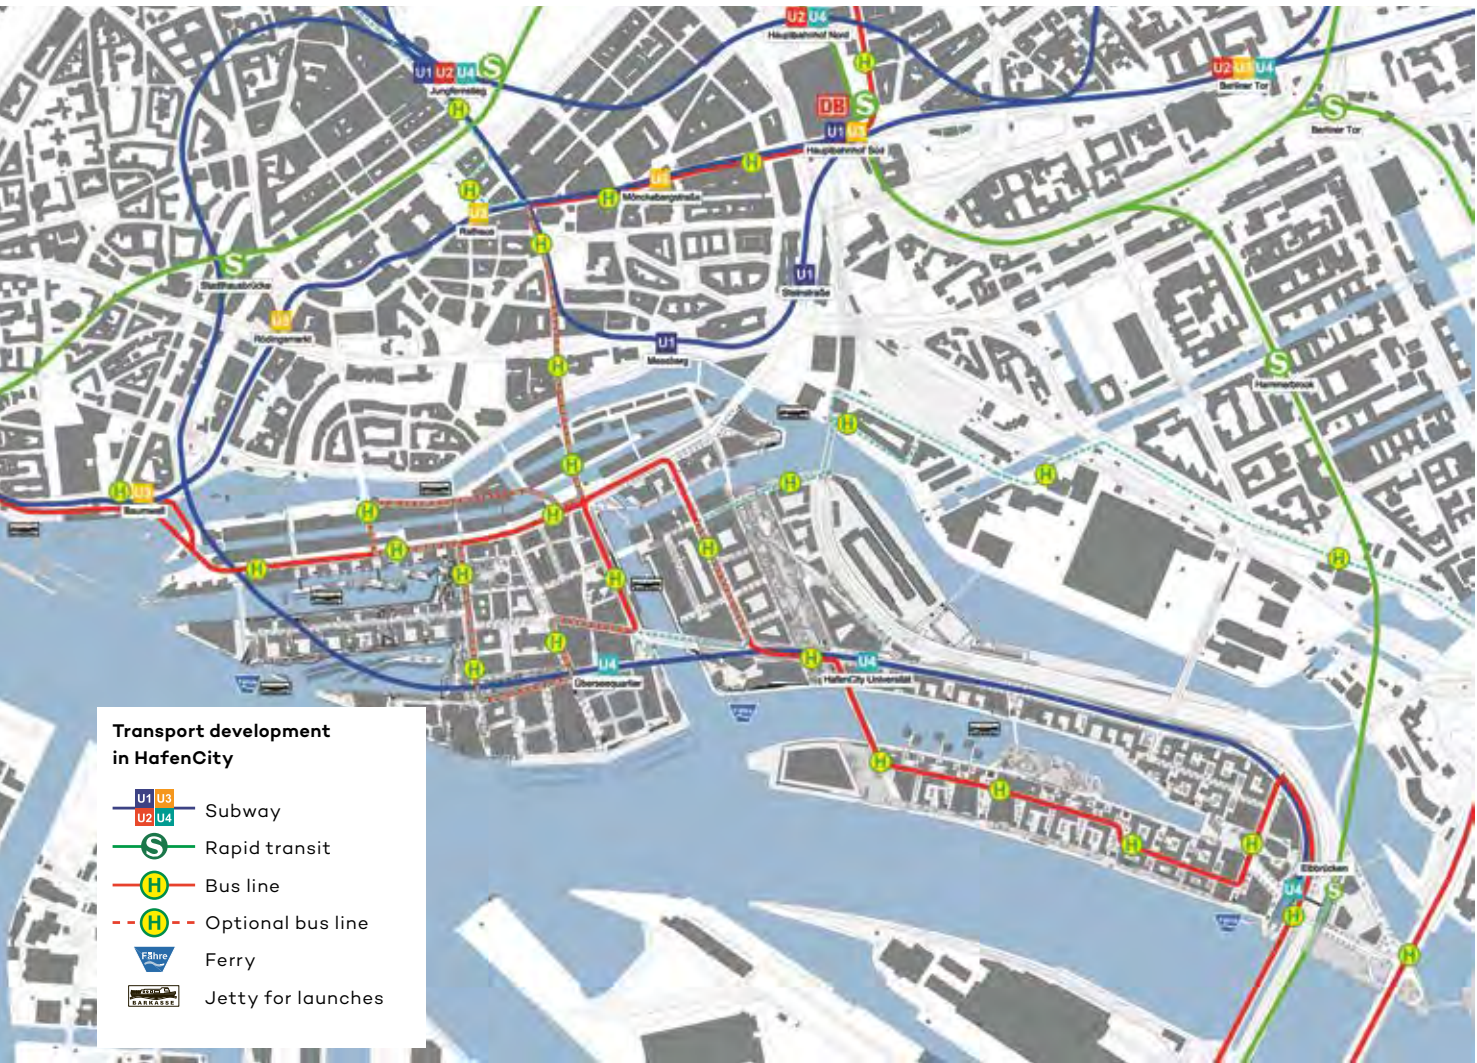 U2 U4
Hauptbahnhof Nord
U1 U2 U4 S
Jungfernstieg
U2 U3 U4
Berliner Tor
H
DB S
U1 U3
Hauptbahnhof Süd
S
Berliner Tor
H
H
H
U3
Mönckebergstraße
H
U3
Rathaus
H
S
Stadthausbrücke
U1
Steinstraße
U3
Rödingsmarkt
U1
Messberg
H
S
Hammerbrook
H
H
H
H
H U3
Baumwall
H
H
H
H
H
H
H
H
H
H
H
U4
Überseequartier
H
U4
HafenCity Universität
Fähre
Fähre
H
H
H
H
Elbbrücken
U4
S
H
Fähre
H
Transport development
in HafenCity
U1 U3
U2 U4
Subway
S
Rapid transit
H
Bus line
H
Optional bus line
Fähre
Ferry
BARKASSE
Jetty for launches